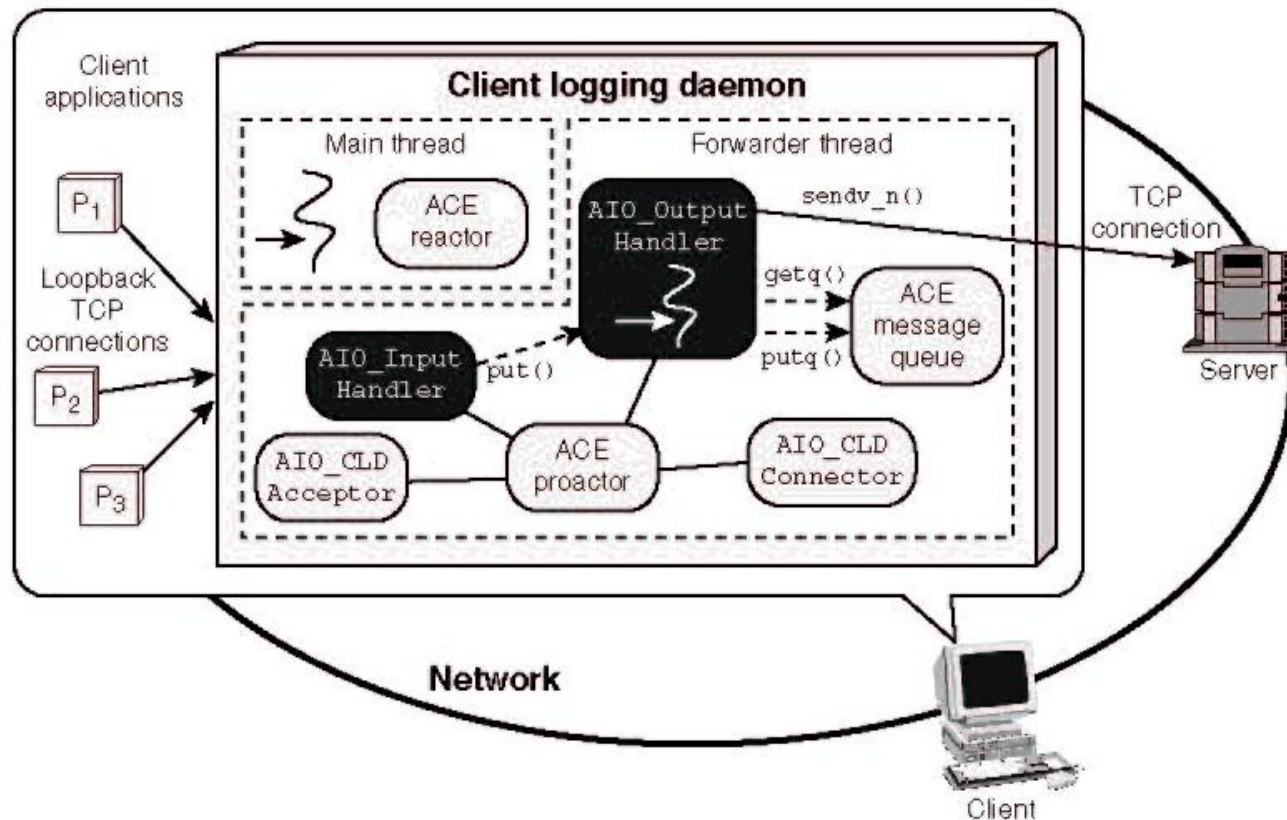 Client
applications
Client logging daemon
Main thread
Forwarder thread
P1
ACE
reactor
AIO_Output
Handler
sendv_n()
TCP
connection
Loopback
TCP
connections
getq()
ACE
message
queue
putq()
AIO_Input
Handler
put()
Server
P2
AIO_CLD
Acceptor
ACE
proactor
AIO_CLD
Connector
P3
Network
Client